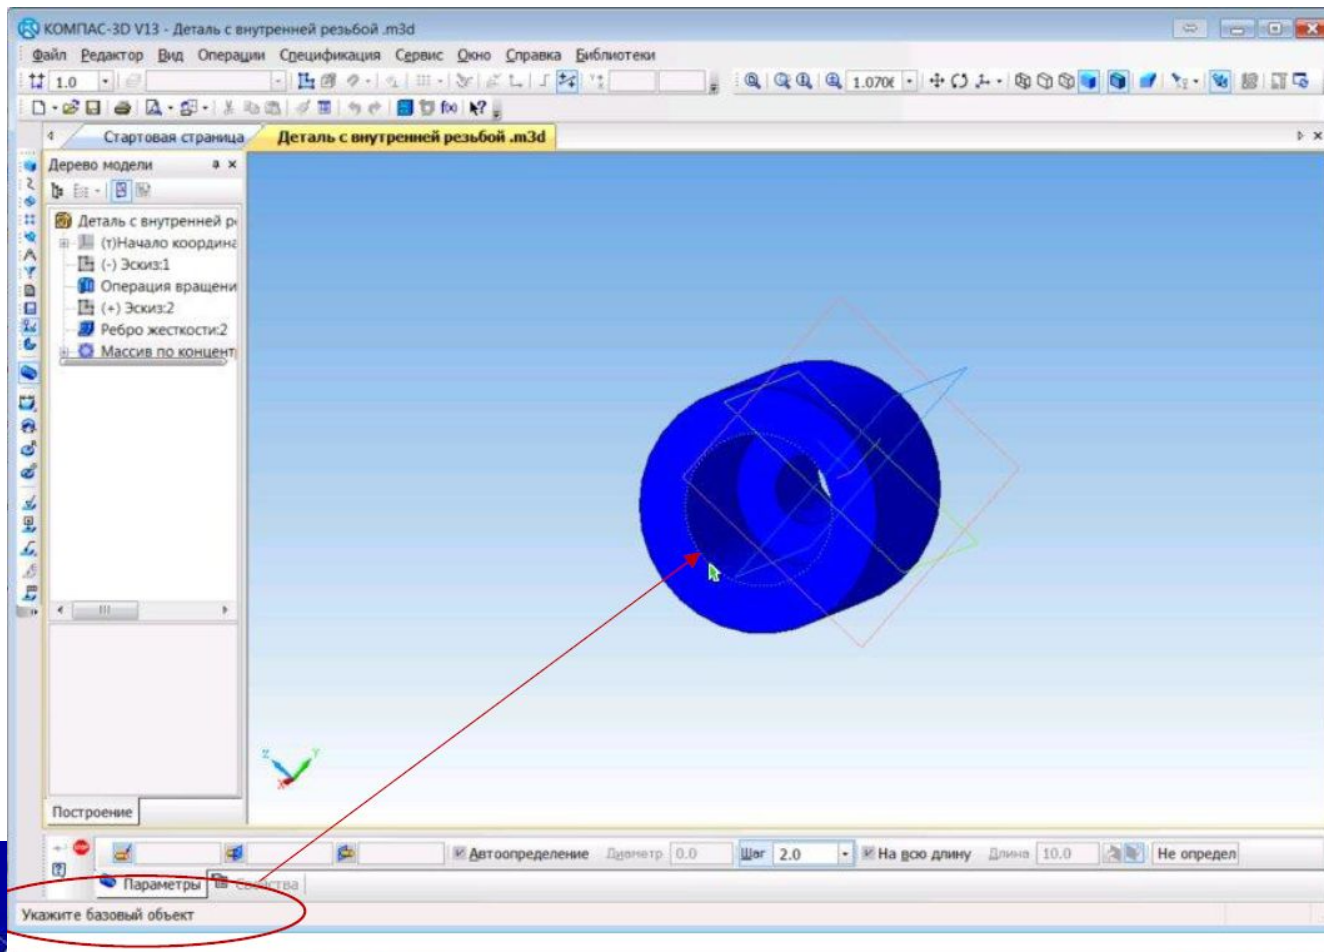 КОМПАС-3D V13 - Деталь с внутренней резьбой .m3d
Файл Редактор Вид Операции Спецификация Сервис Окно Справка Библиотеки
1.0
1.070
Стартовая страница Деталь с внутренней резьбой .m3d
Дерево модели
Деталь с внутренней р
(т)Начало координа
(-) Эскиз:1
Операция вращени
(+) Эскиз:2
Ребро жесткости:2
Массив по концент
Z Y
X
Построение
Автоопределение Диаметр 0.0 Шаг 2.0 На всю длину Длина 10.0 Не определ
Параметры Свойства
Укажите базовый объект